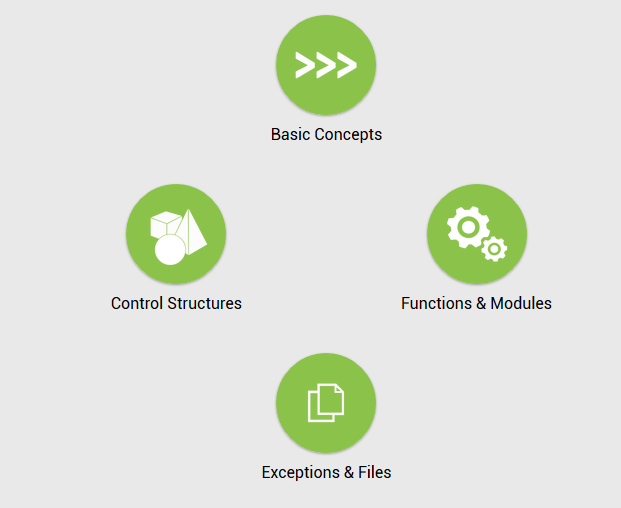 >>>
Basic Concepts
Control Structures
Functions & Modules
Exceptions & Files